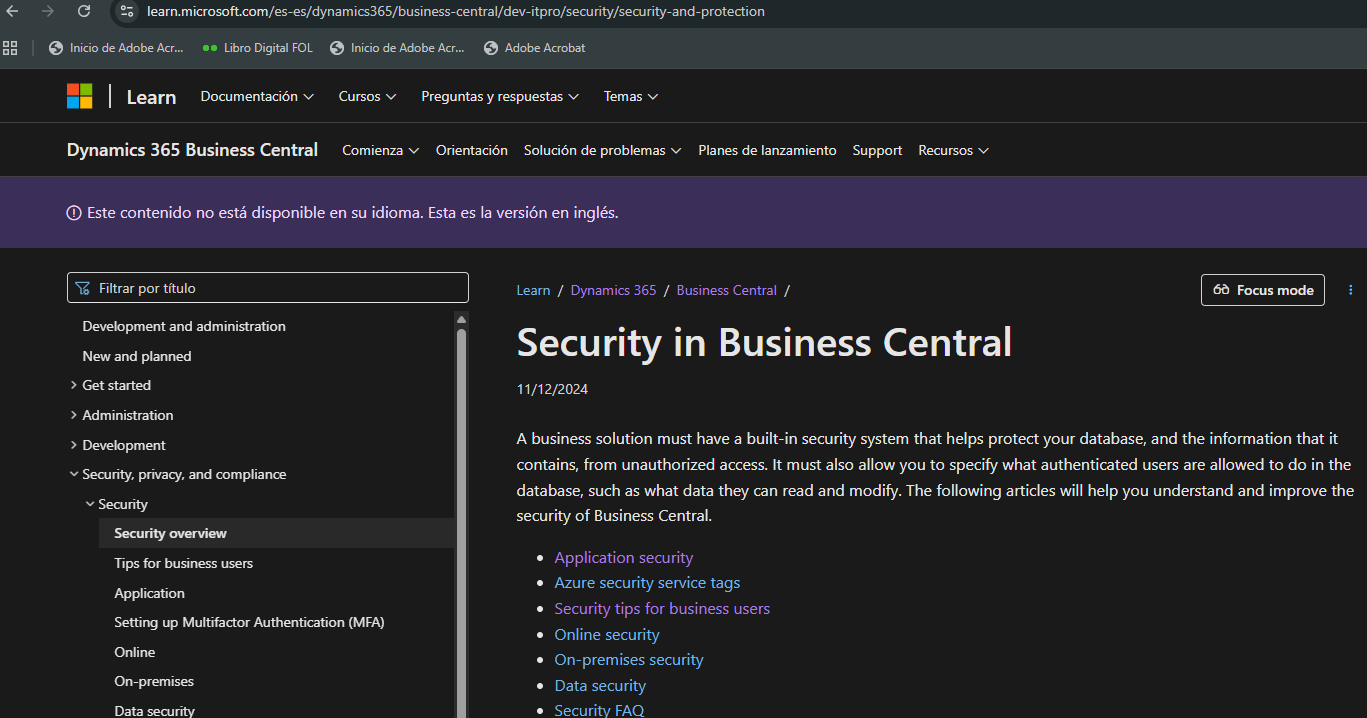 learn.microsoft.com/es-es/dynamics365/business-central/dev-itpro/security/security-and-protection
Inicio de Adobe Acr...
Libro Digital FOL
Inicio de Adobe Acr...
Adobe Acrobat
Learn
Documentación
Cursos
Preguntas y respuestas
Temas
Dynamics 365 Business Central
Comienza
Orientación
Solución de problemas
Planes de lanzamiento
Support
Recursos
Este contenido no está disponible en su idioma. Esta es la versión en inglés.
Filtrar por título
Development and administration
New and planned
Get started
Administration
Development
Security, privacy, and compliance
Security
Security overview
Tips for business users
Application
Setting up Multifactor Authentication (MFA)
Online
On-premises
Data security
Learn / Dynamics 365 / Business Central /
Focus mode
Security in Business Central
11/12/2024
A business solution must have a built-in security system that helps protect your database, and the information that it
contains, from unauthorized access. It must also allow you to specify what authenticated users are allowed to do in the
database, such as what data they can read and modify. The following articles will help you understand and improve the
security of Business Central.
Application security
Azure security service tags
Security tips for business users
Online security
On-premises security
Data security
Security FAQ